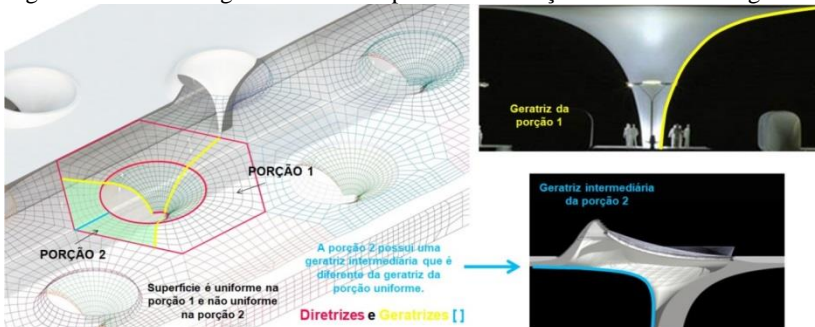 Geratriz da
porção 1
PORÇÃO 1
Geratriz intermediária
da porção 2
PORÇÃO 2
A porção 2 possui uma
geratriz intermediária que é
diferente da geratriz da
porção uniforme.
Superfície é uniforme na
porção 1 e não uniforme
na porção 2
Diretrizes e Geratrizes [ ]